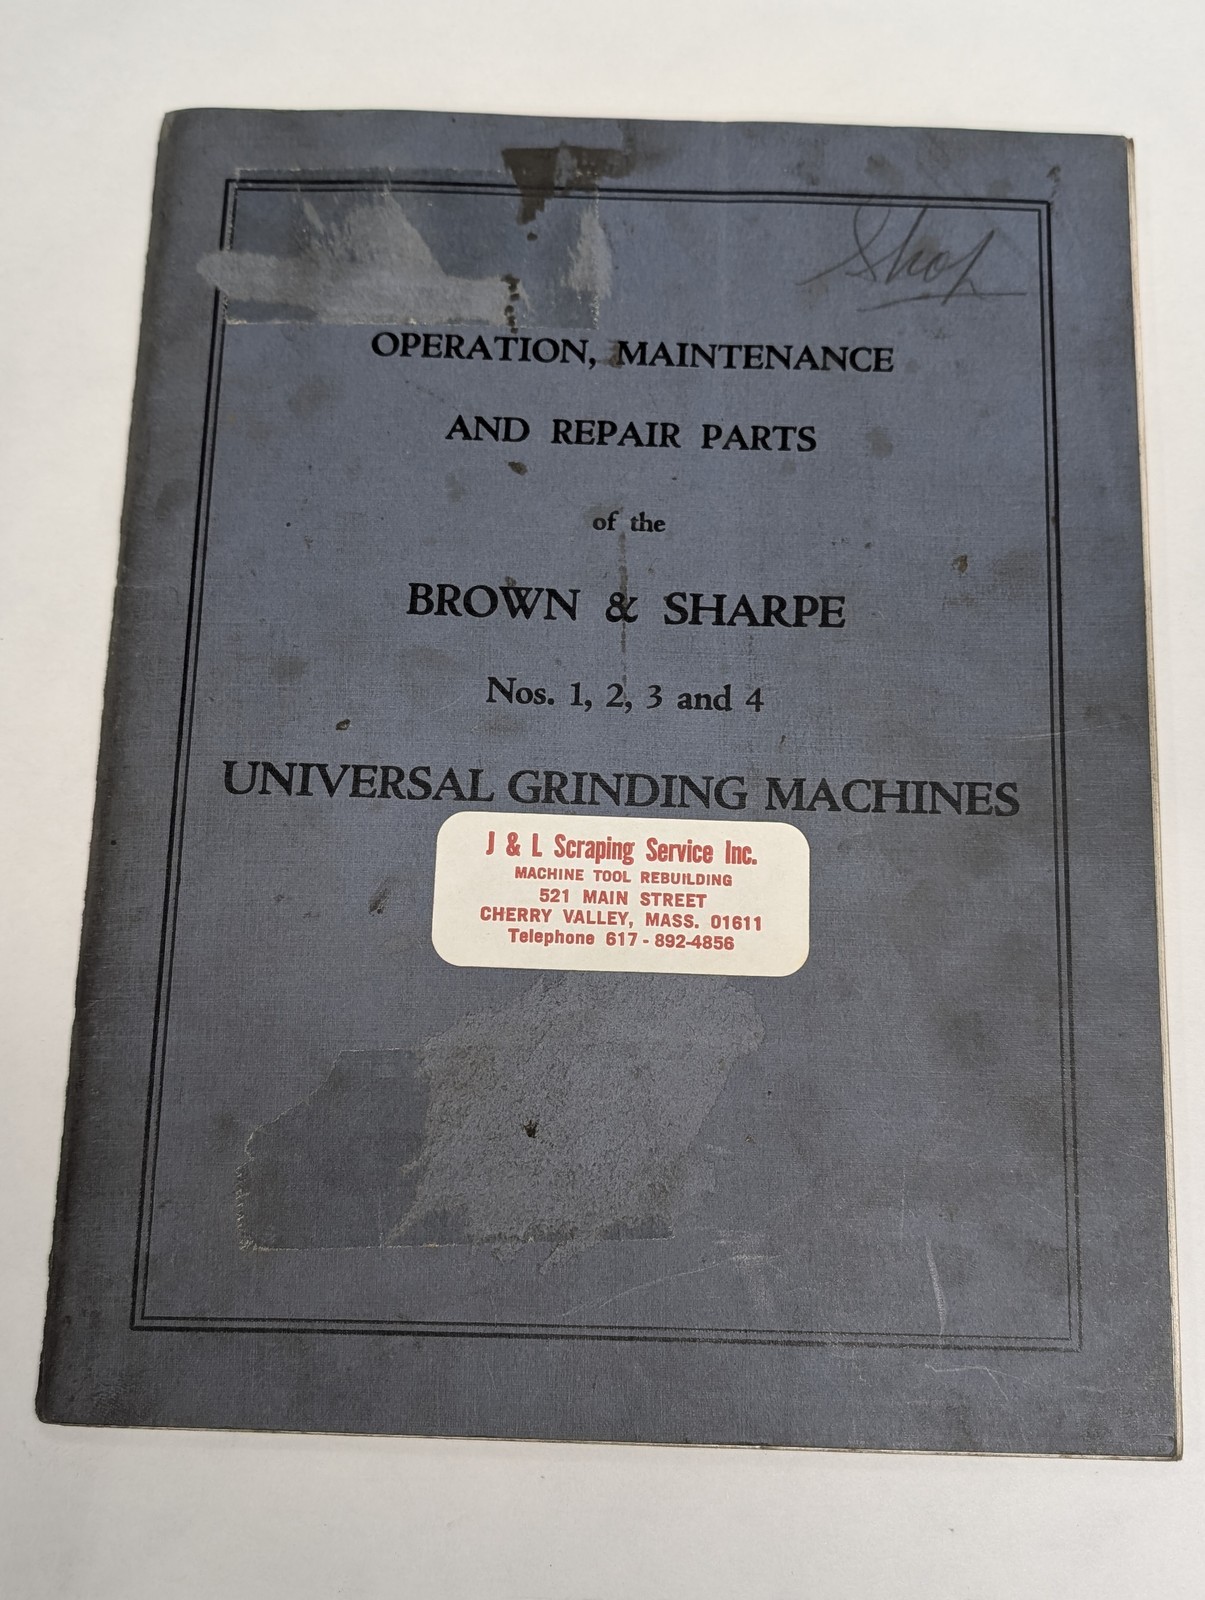 Shop
OPERATION, MAINTENANCE
AND REPAIR PARTS
of the
BROWN & SHARPE
Nos. 1, 2, 3 and 4
UNIVERSAL GRINDING MACHINES
J & L Scraping Service Inc.
MACHINE TOOL REBUILDING
521 MAIN STREET
CHERRY VALLEY, MASS. 01611
Telephone 617 - 892-4856